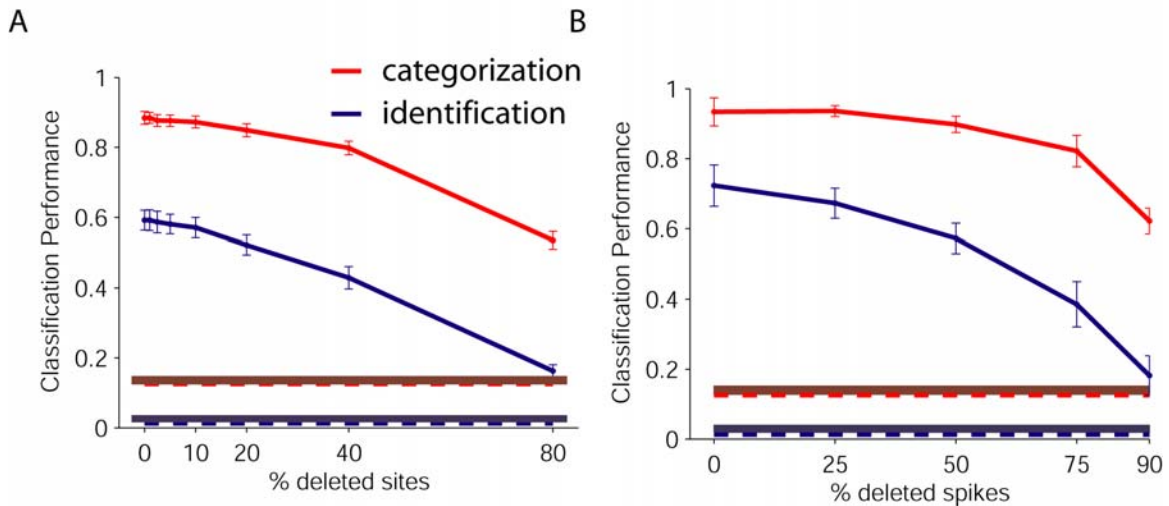 A
categorization
identification
Classification Performance
1
0.8
0.6
0.4
0.2
0
0 10 20 40 80
% deleted sites
B
Classification Performance
1
0.8
0.6
0.4
0.2
0
0 25 50 75 90
% deleted spikes